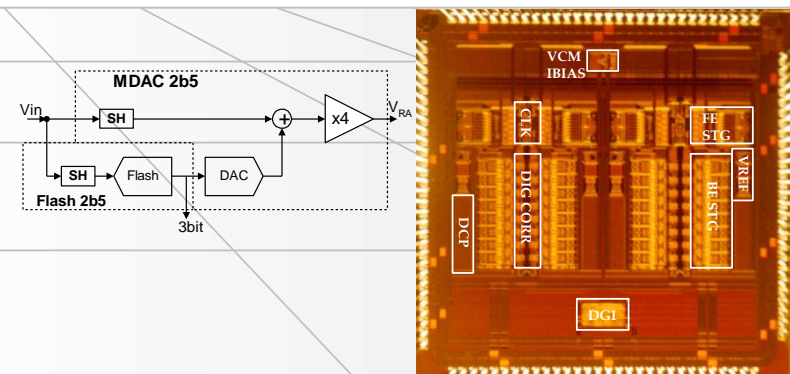 MDAC 2b5
Vin
SH
+
x4
VRA
SH
Flash
DAC
Flash 2b5
3bit
VCM
IBIAS
CLK
FE
STG
VREF
DIG CORR
BE STG
DCP
DGI